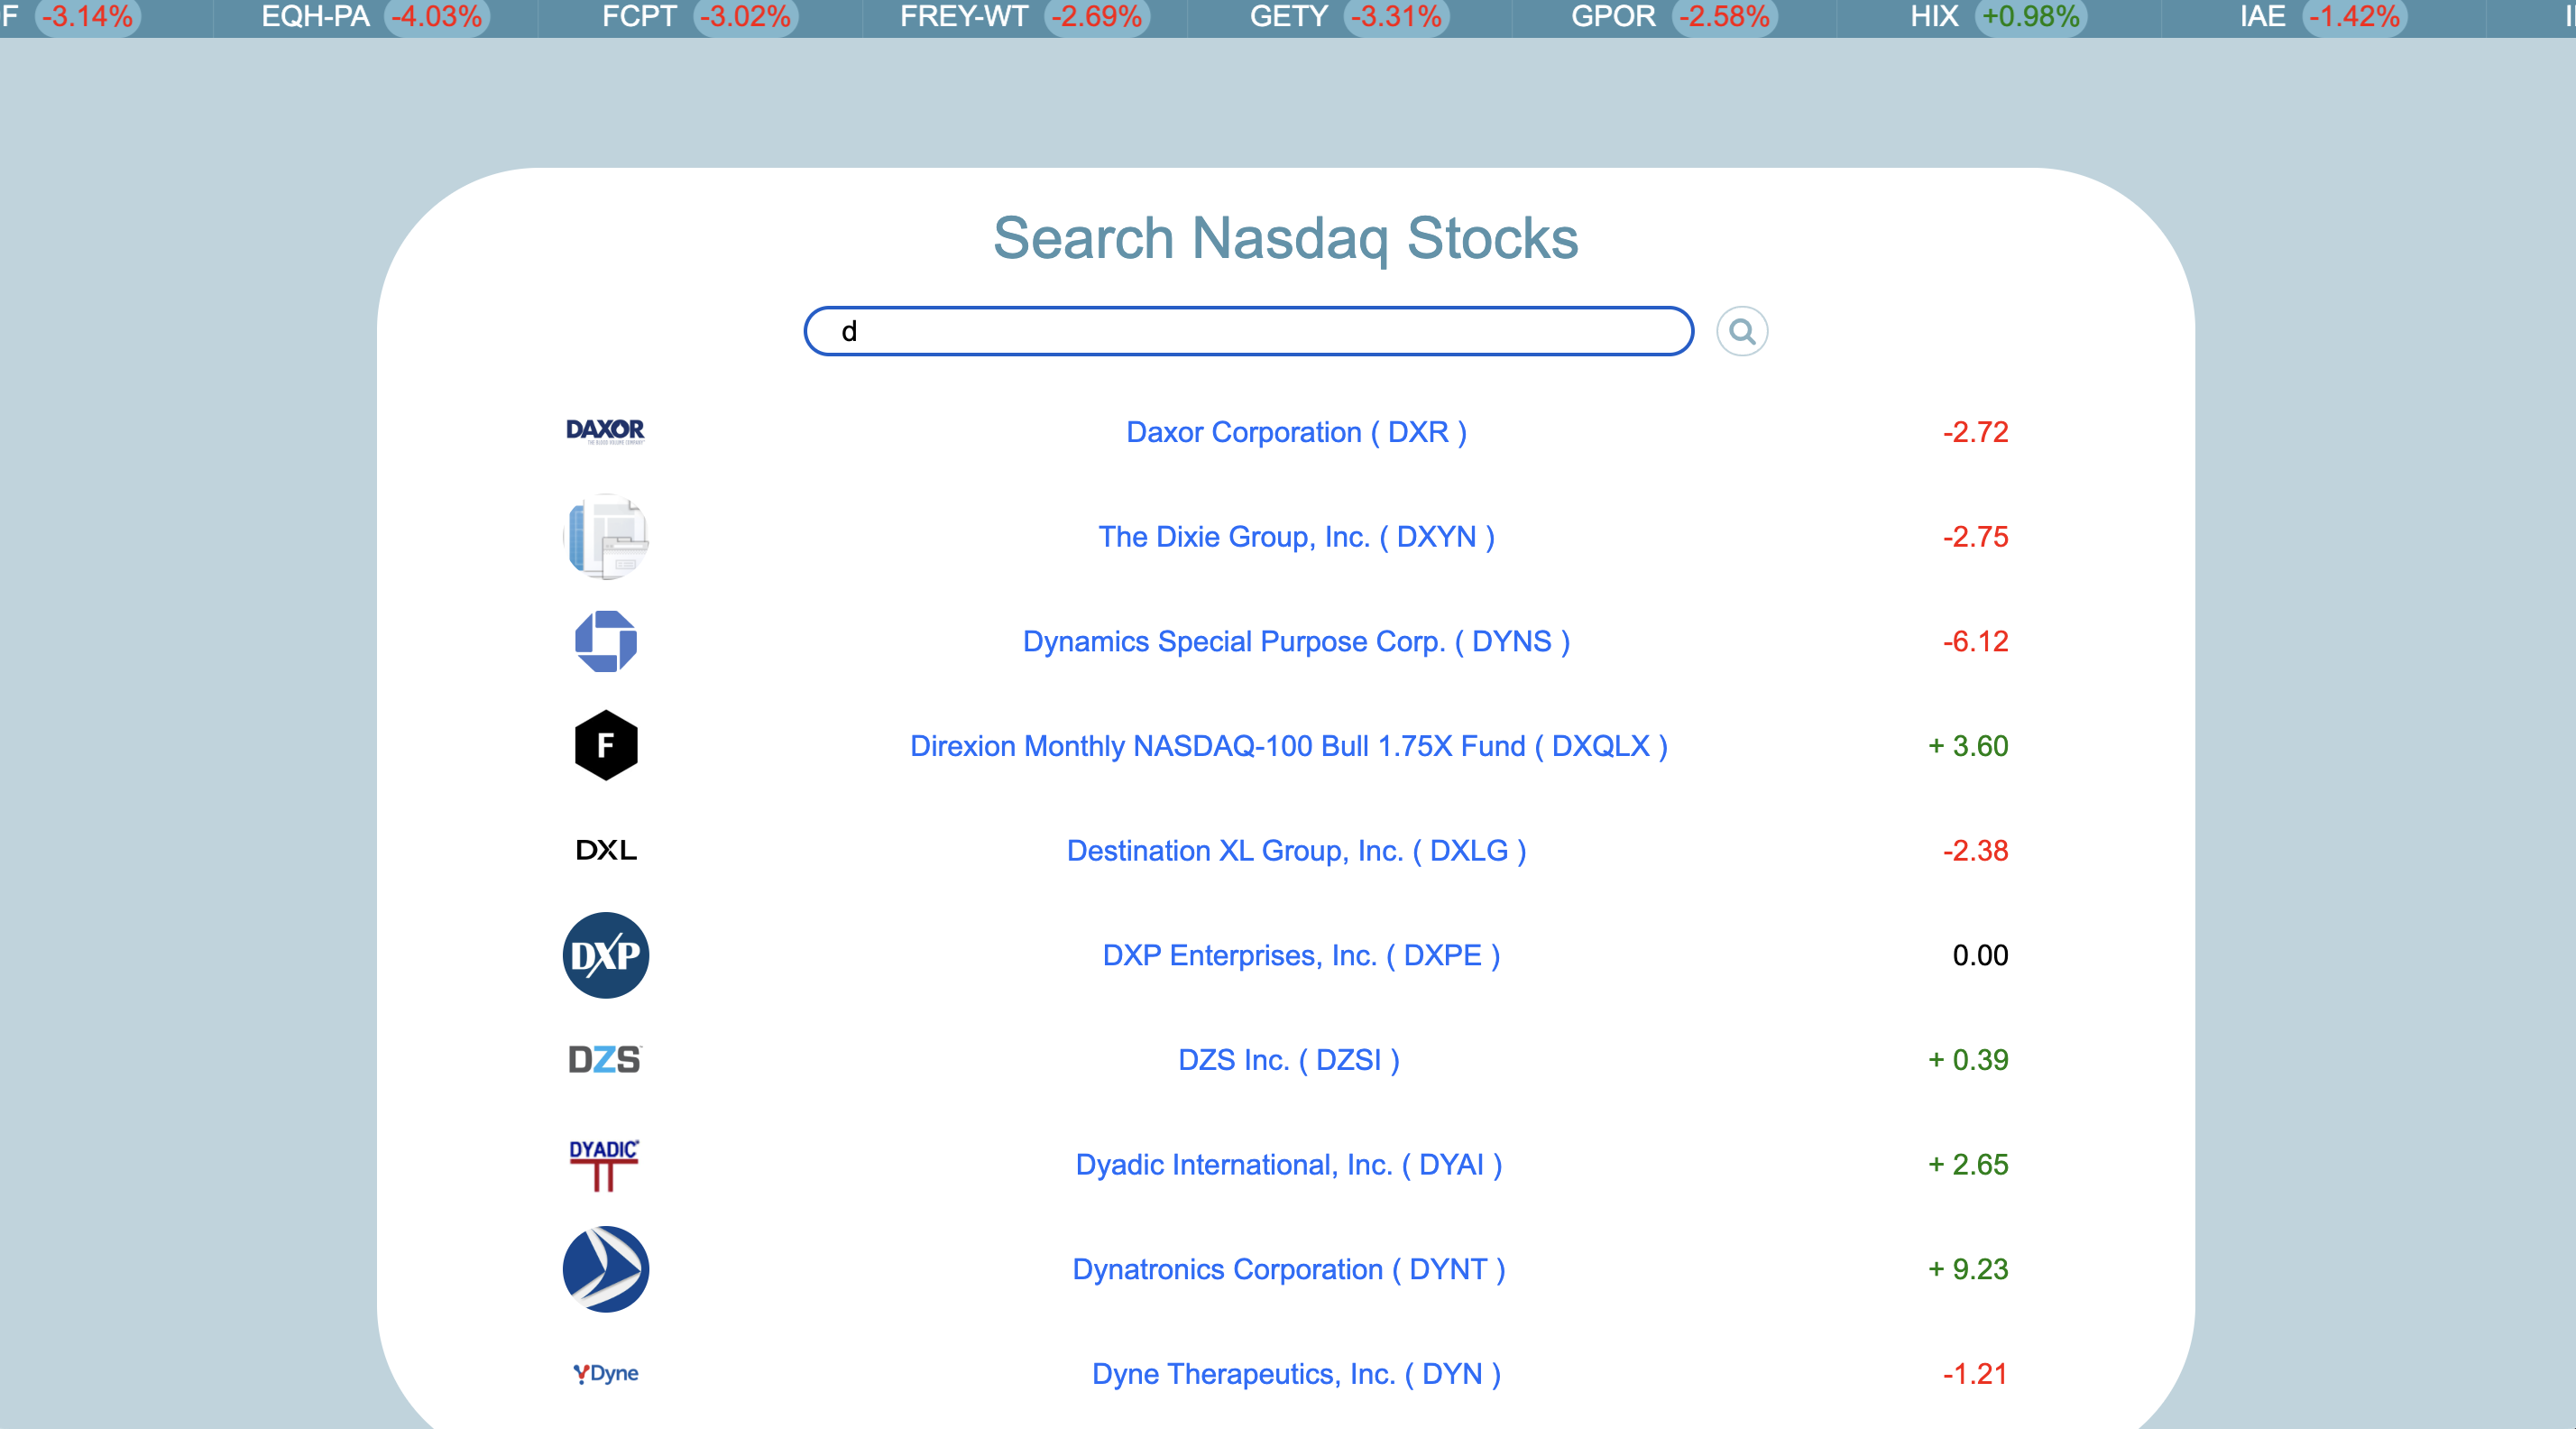 F -3.14% EQH-PA -4.03% FCPT -3.02% FREY-WT -2.69% GETY -3.31% GPOR -2.58% HIX +0.98% IAE -1.42%
Search Nasdaq Stocks
d
DAXOR Daxor Corporation ( DXR ) -2.72
The Dixie Group, Inc. ( DXYN ) -2.75
Dynamics Special Purpose Corp. ( DYNS ) -6.12
F Direxion Monthly NASDAQ-100 Bull 1.75X Fund ( DXQLX ) + 3.60
DXL Destination XL Group, Inc. ( DXLG ) -2.38
DXP DXP Enterprises, Inc. ( DXPE ) 0.00
DZS DZS Inc. ( DZSI ) + 0.39
DYADIC Dyadic International, Inc. ( DYAI ) + 2.65
Dynatronics Corporation ( DYNT ) + 9.23
Dyne Dyne Therapeutics, Inc. ( DYN ) -1.21